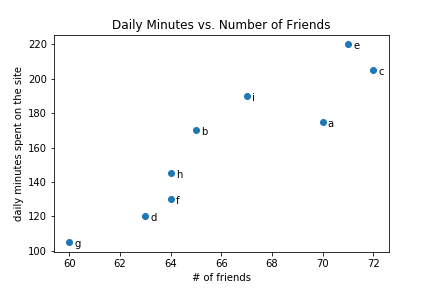 Daily Minutes vs. Number of Friends
220
200
180
160
140
120
100
daily minutes spent on the site
e
c
i
a
b
h
f
d
g
60 62 64 66 68 70 72
# of friends